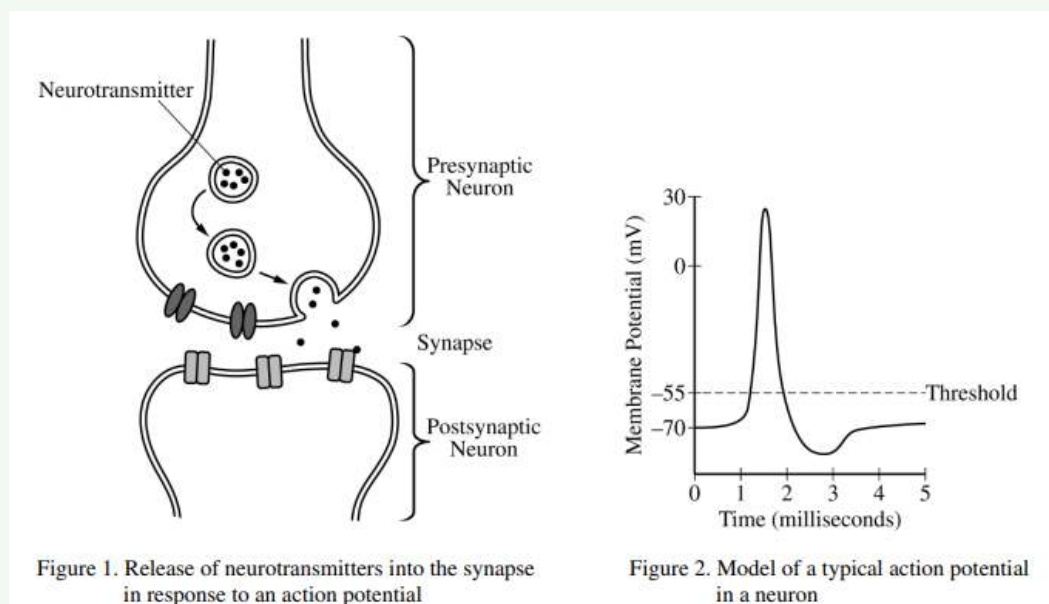 Neurotransmitter
Presynaptic
Neuron
Synapse
Postsynaptic
Neuron
Figure 1. Release of neurotransmitters into the synapse
in response to an action potential
Membrane Potential (mV)
30
0
–55
–70
Threshold
0 1 2 3 4 5
Time (milliseconds)
Figure 2. Model of a typical action potential
in a neuron